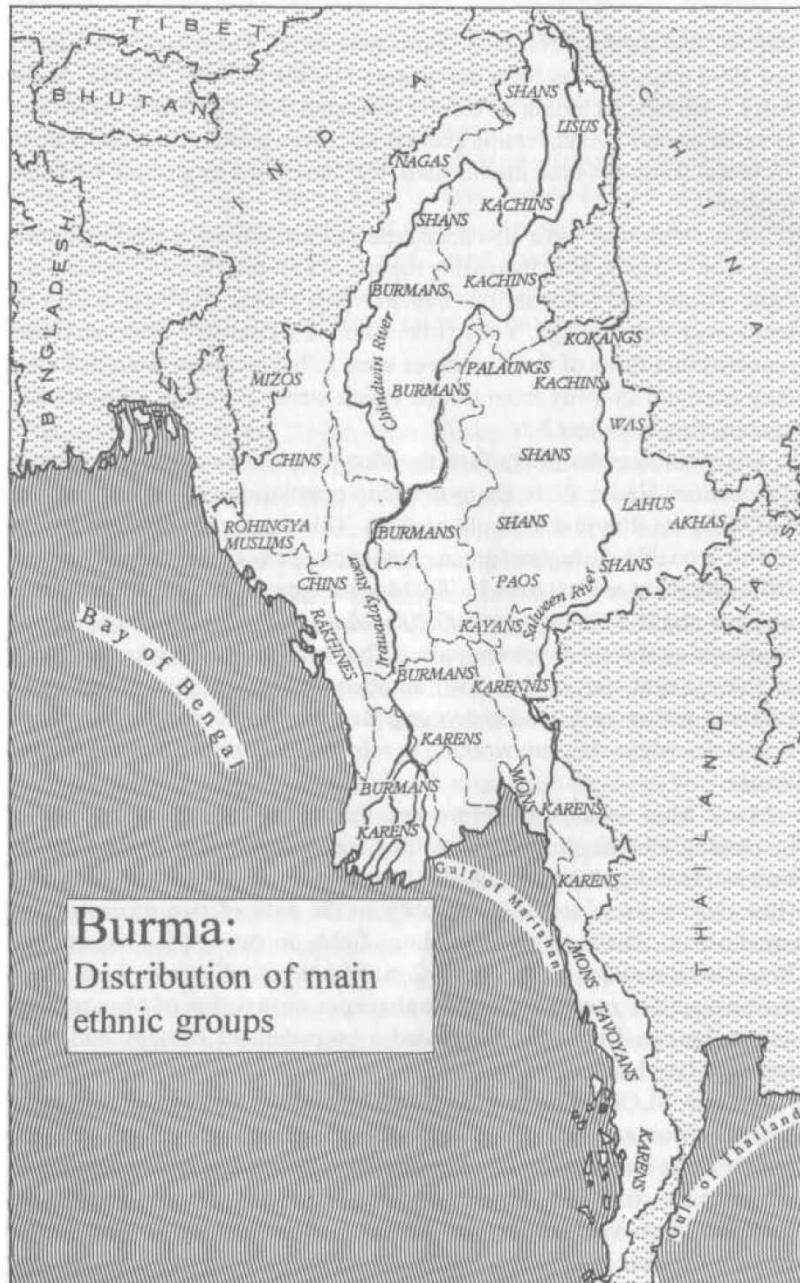 TIBET
BHUTAN
INDIA
CHINA
BANGLADESH
SHANS
LISUS
NAGAS
SHANS
KACHINS
BURMANS
KACHINS
Chindwin River
KOKANGS
MIZOS
BURMANS
PALAUNGS
KACHINS
WAS
CHINS
SHANS
LAHUS
AKHAS
ROHINGYA
MUSLIMS
BURMANS
SHANS
LAOS
SHANS
CHINS
Irrawaddy River
PAOS
Salween River
RAKHINES
KAYANS
Bay of Bengal
BURMANS
KARENNIS
KARENS
THAILAND
BURMANS
MONS
KARENS
KARENS
Gulf of Martaban
KARENS
Burma.
Distribution of main
ethnic groups
MONS
TAVOYANS
KARENS
Gulf of Thailand